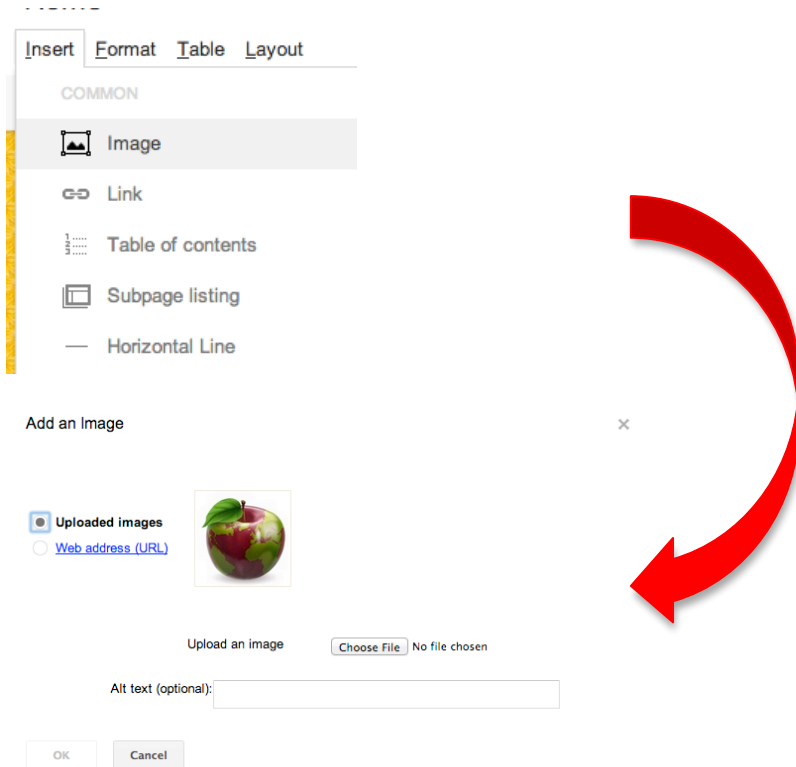 Insert Format Table Layout
COMMON
Image
Link
Table of contents
Subpage listing
Horizontal Line
Add an Image
×
Uploaded images
Web address (URL)
Upload an image Choose File No file chosen
Alt text (optional):
OK Cancel